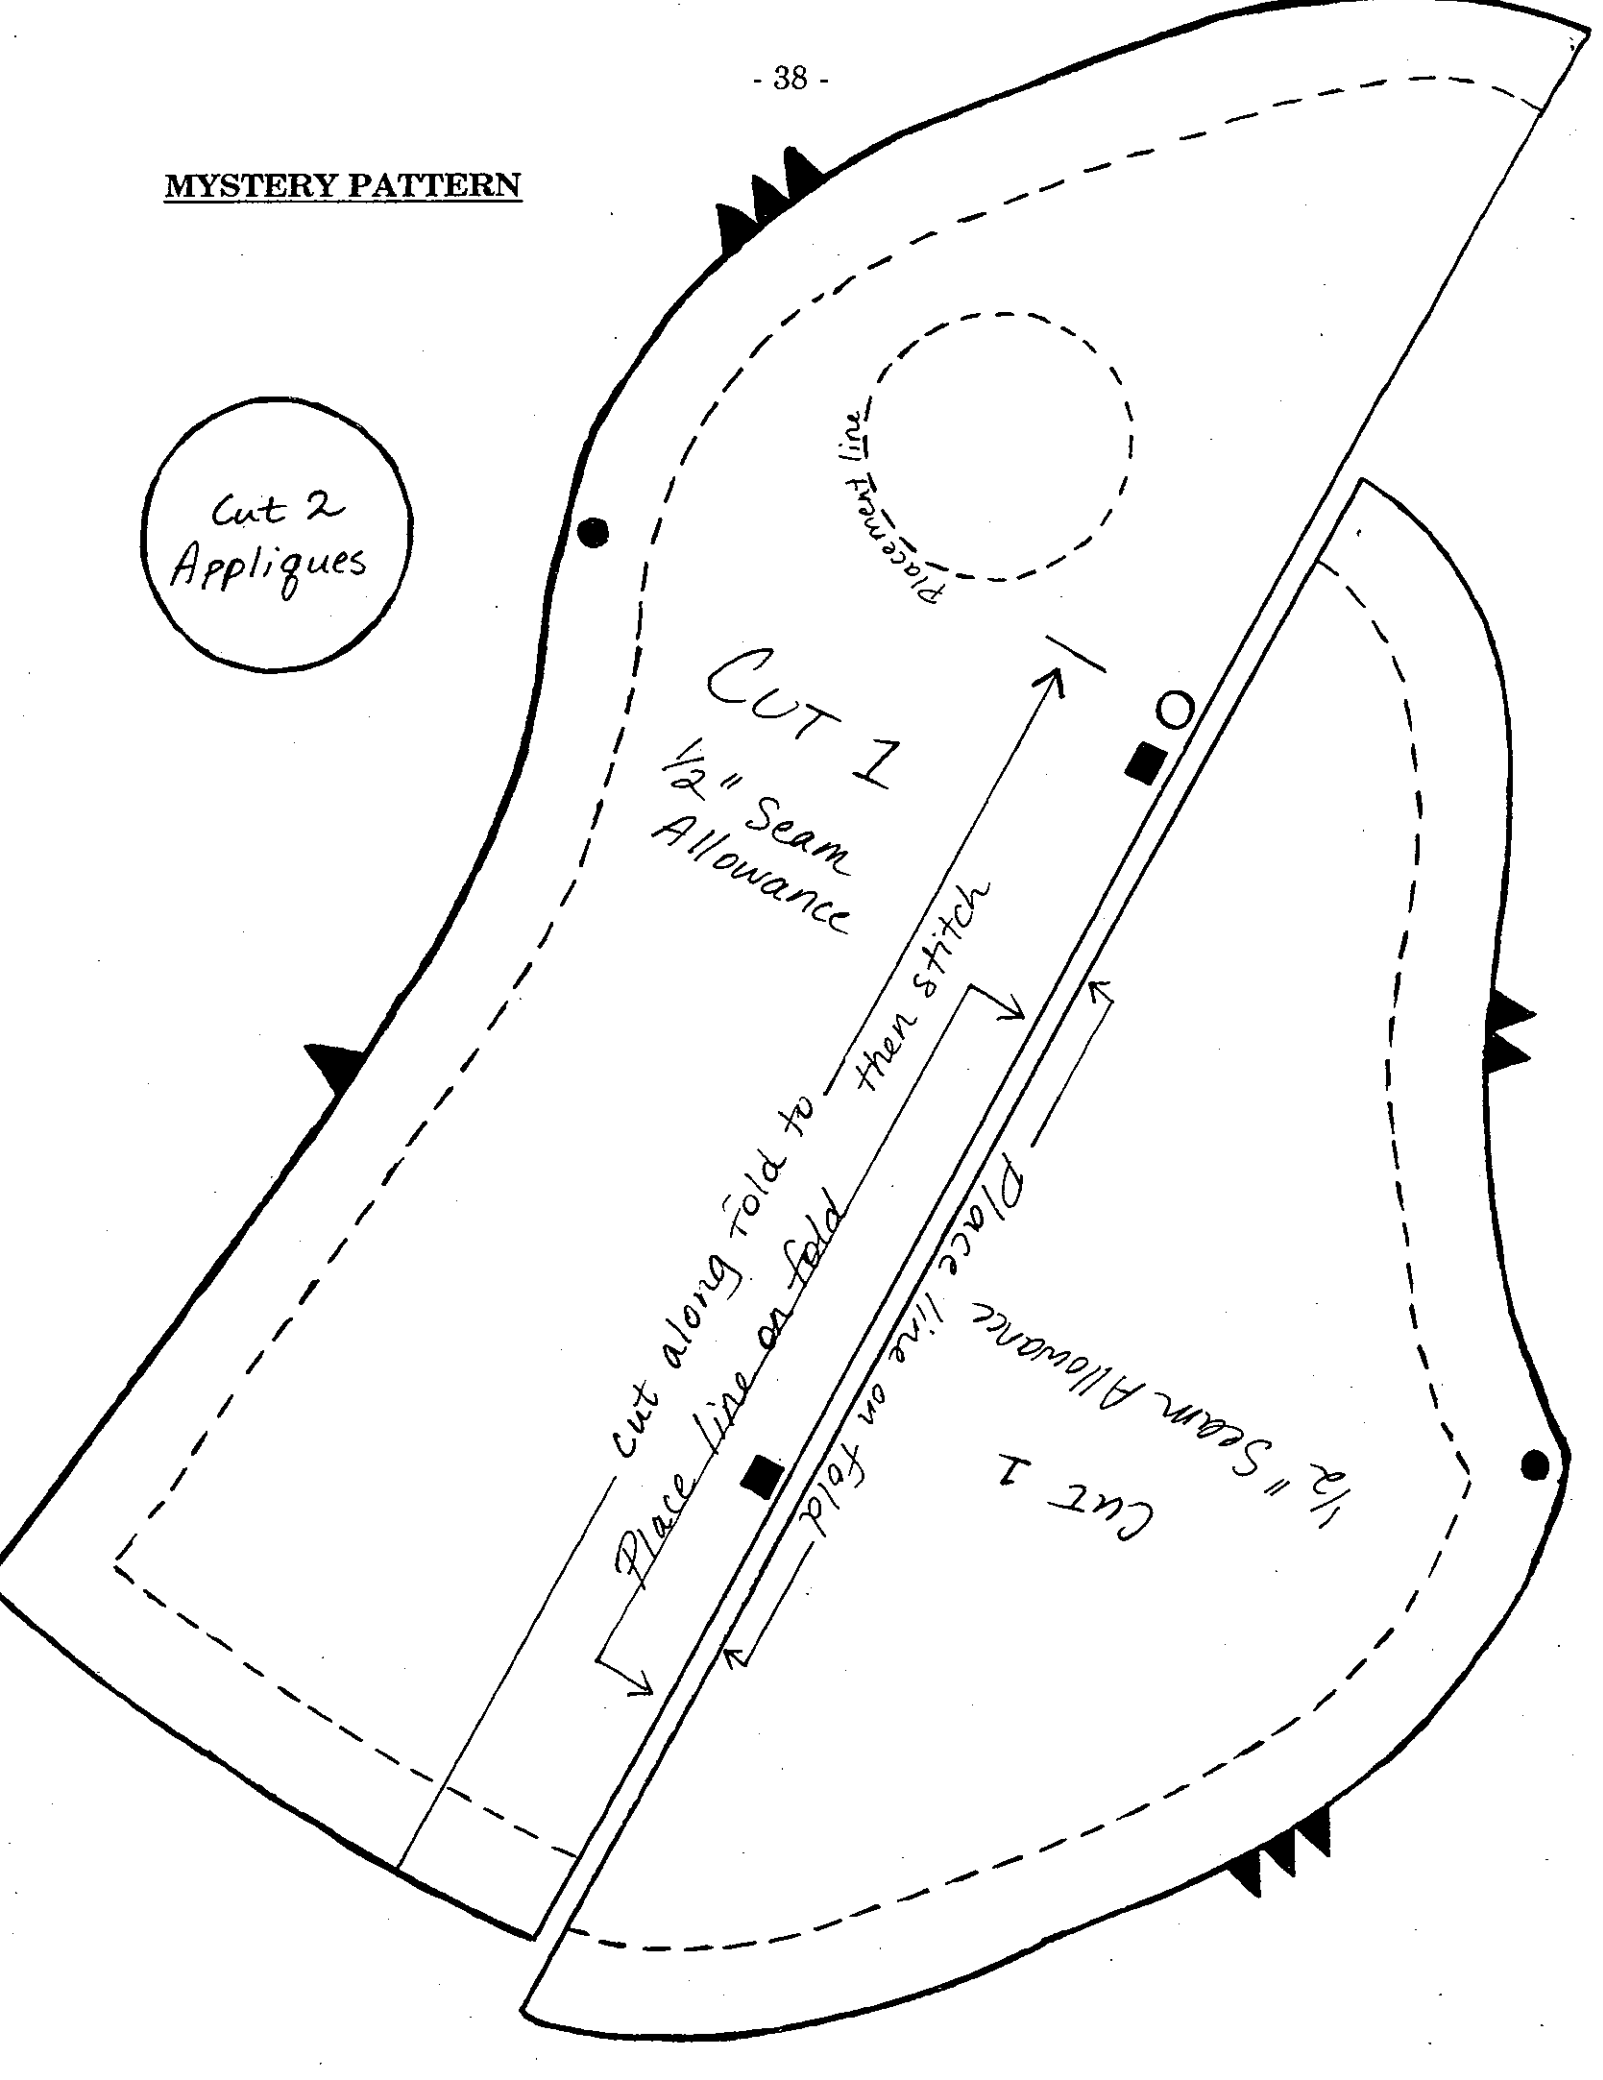 - 38 -
MYSTERY PATTERN
Cut 2
Appliques
Placement line
CUT 1
1/2" Seam
Allowance
cut along fold to
then stitch
Place line on fold
Place line on fold
Cut 1
1/2" Seam Allowance